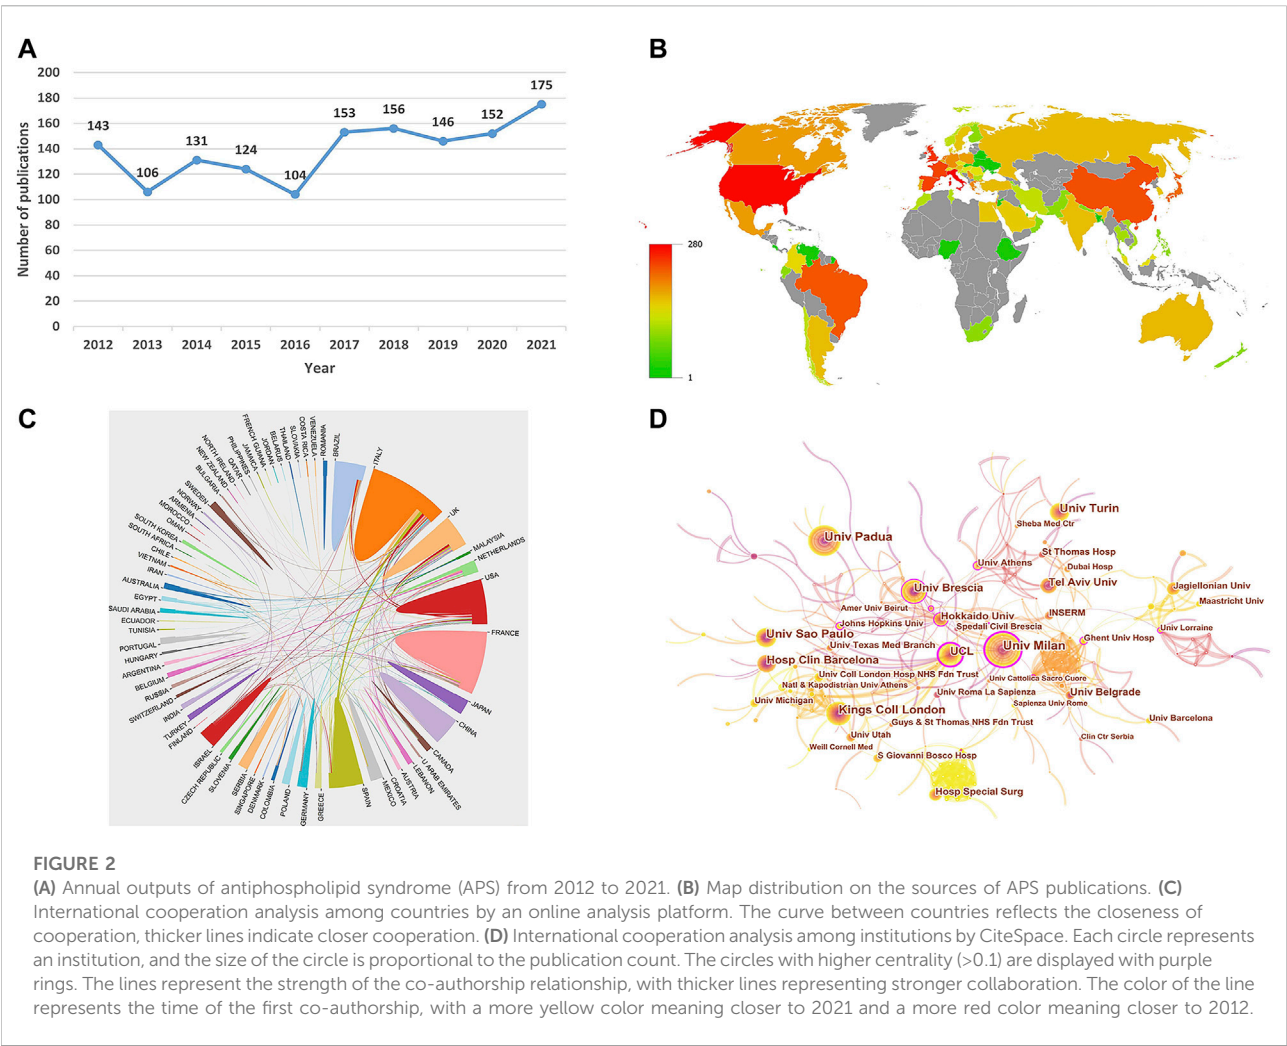 A
200
180
160
140
120
100
80
60
40
20
0
Number of publications
143
106
131
124
104
153
156
146
152
175
2012
2013
2014
2015
2016
2017
2018
2019
2020
2021
Year
B
280
1
C
BRAZIL
ITALY
UK
MALAYSIA
NETHERLANDS
USA
FRANCE
JAPAN
CHINA
CANADA
U ARAB EMIRATES
LEBANON
AUSTRIA
CROATIA
MEXICO
SPAIN
GREECE
GERMANY
POLAND
COLOMBIA
DENMARK
SINGAPORE
SERBIA
SLOVENIA
CZECH REPUBLIC
ISRAEL
FINLAND
TURKEY
INDIA
SWITZERLAND
RUSSIA
BELGIUM
ARGENTINA
HUNGARY
PORTUGAL
TUNISIA
ECUADOR
SAUDI ARABIA
EGYPT
AUSTRALIA
IRAN
VIETNAM
CHILE
SOUTH AFRICA
SOUTH KOREA
OMAN
MOROCCO
ARMENIA
NORWAY
SWEDEN
BULGARIA
NEW ZEALAND
NORTH IRELAND
QATAR
PHILIPPINES
JAMAICA
FRENCH GUIANA
JORDAN
BELARUS
THAILAND
SLOVAKIA
COSTA RICA
VENEZUELA
ROMANIA
D
Univ Turin
Sheba Med Ctr
Univ Padua
St Thomas Hosp
Univ Athens
Dubai Hosp
Tel Aviv Univ
Univ Brescia
Jagiellonian Univ
Maastricht Univ
Amer Univ Beirut
Hokkaido Univ
INSERM
Johns Hopkins Univ
Spedali Civil Brescia
Univ Lorraine
Univ Sao Paulo
Ghent Univ Hosp
Univ Texas Med Branch
UCL
Univ Milan
Hosp Clin Barcelona
Univ Coll London Hosp NHS Fdn Trust
Univ Cattolica Sacro Cuore
Natl & Kapodistrian Univ Athens
Univ Roma La Sapienza
Univ Belgrade
Univ Michigan
Sapienza Univ Rome
Kings Coll London
Univ Barcelona
Guys & St Thomas NHS Fdn Trust
Univ Utah
Clin Ctr Serbia
Weill Cornell Med
S Giovanni Bosco Hosp
Hosp Special Surg
FIGURE 2
(A) Annual outputs of antiphospholipid syndrome (APS) from 2012 to 2021. (B) Map distribution on the sources of APS publications. (C)
International cooperation analysis among countries by an online analysis platform. The curve between countries reflects the closeness of
cooperation, thicker lines indicate closer cooperation. (D) International cooperation analysis among institutions by CiteSpace. Each circle represents
an institution, and the size of the circle is proportional to the publication count. The circles with higher centrality (>0.1) are displayed with purple
rings. The lines represent the strength of the co-authorship relationship, with thicker lines representing stronger collaboration. The color of the line
represents the time of the first co-authorship, with a more yellow color meaning closer to 2021 and a more red color meaning closer to 2012.